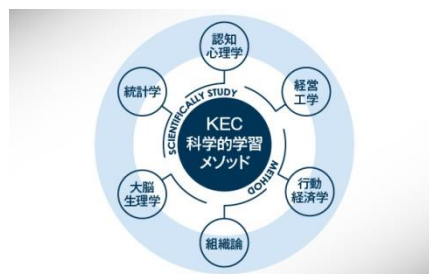 認知
心理学
統計学
経営
工学
SCIENTIFICALLY STUDY
KEC
科学的学習
メソッド
METHOD
大脳
生理学
行動
経済学
組織論